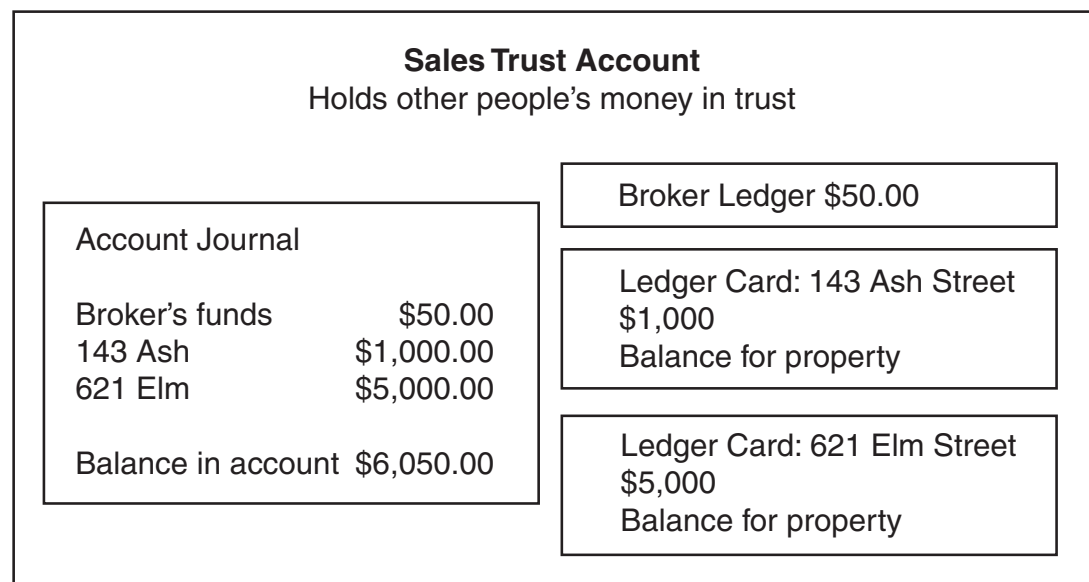 Sales Trust Account
Holds other people's money in trust
Account Journal
Broker's funds $50.00
143 Ash $1,000.00
621 Elm $5,000.00
Balance in account $6,050.00
Broker Ledger $50.00
Ledger Card: 143 Ash Street
$1,000
Balance for property
Ledger Card: 621 Elm Street
$5,000
Balance for property